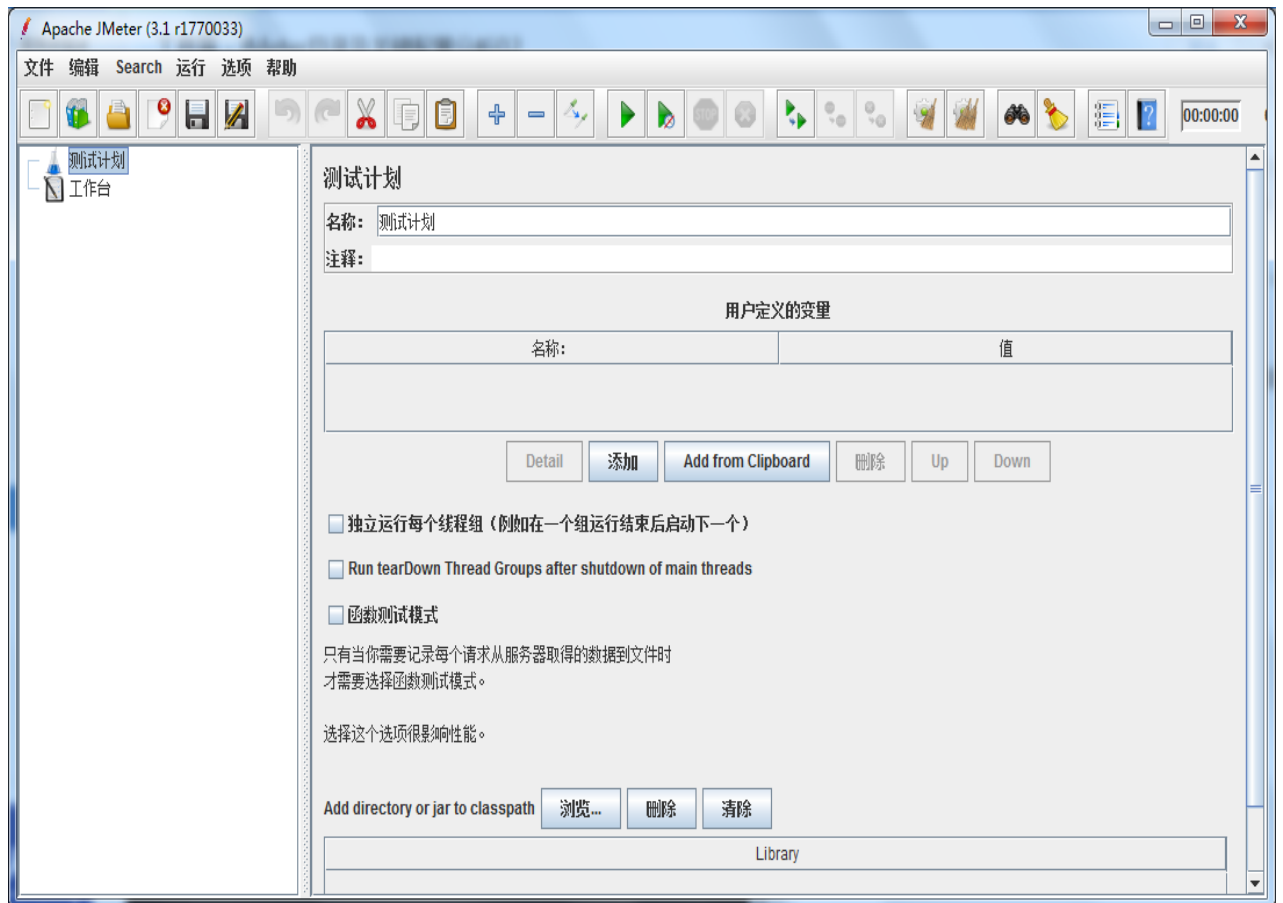 Apache JMeter (3.1 r1770033)
文件 编辑 Search 运行 选项 帮助
STOP
00:00:00
测试计划
工作台
测试计划
名称: 测试计划
注释:
用户定义的变量
名称: 值
Detail 添加 Add from Clipboard 删除 Up Down
独立运行每个线程组（例如在一个组运行结束后启动下一个）
Run tearDown Thread Groups after shutdown of main threads
函数测试模式
只有当你需要记录每个请求从服务器取得的数据到文件时
才需要选择函数测试模式。
选择这个选项很影响性能。
Add directory or jar to classpath 浏览... 删除 清除
Library